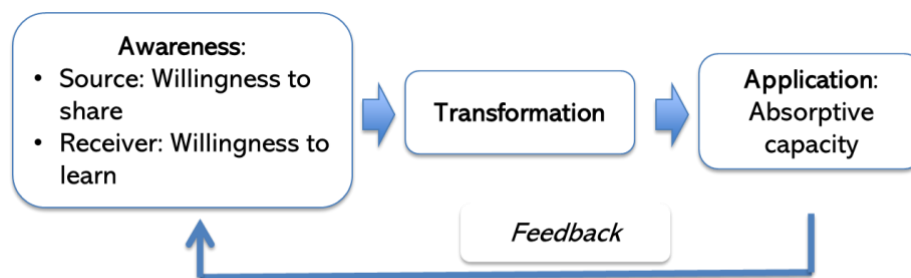 Awareness:
• Source: Willingness to
share
• Receiver: Willingness to
learn
Transformation
Application:
Absorptive
capacity
Feedback